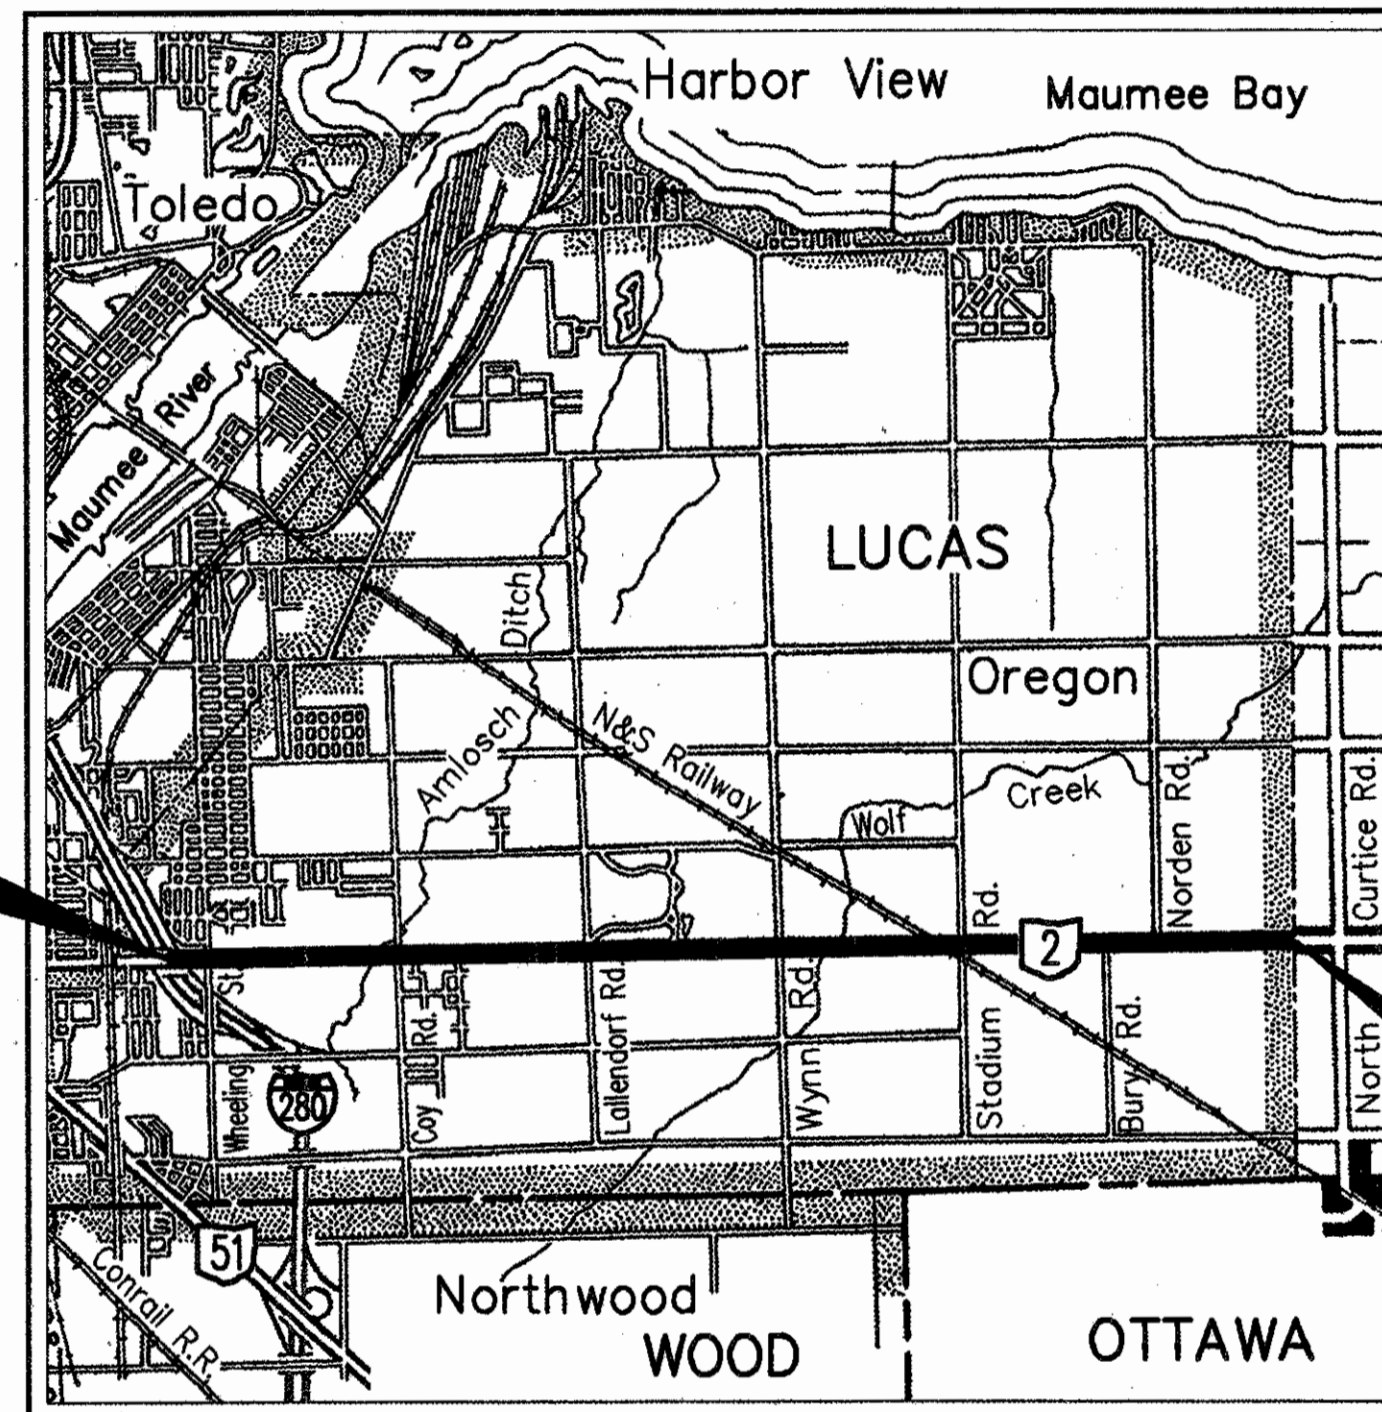 Harbor View
Maumee Bay
Toledo
Maumee River
LUCAS
Ditch
Oregon
Amlosch
N&S Railway
Wolf
Creek
Norden Rd.
Curtice Rd.
Rd.
2
St.
Rd.
Lallendorf Rd.
Rd.
Wheeling
280
Coy
Wynn
Stadium
Bury Rd.
North
51
Conrail R.R.
Northwood
WOOD
OTTAWA